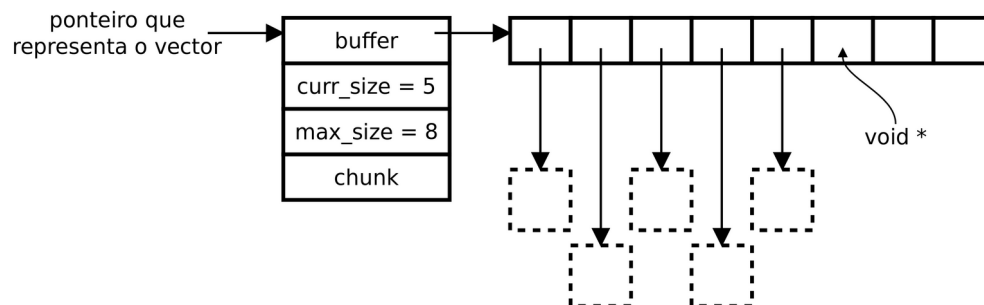 ponteiro que
representa o vector
buffer
curr_size = 5
max_size = 8
chunk
void *